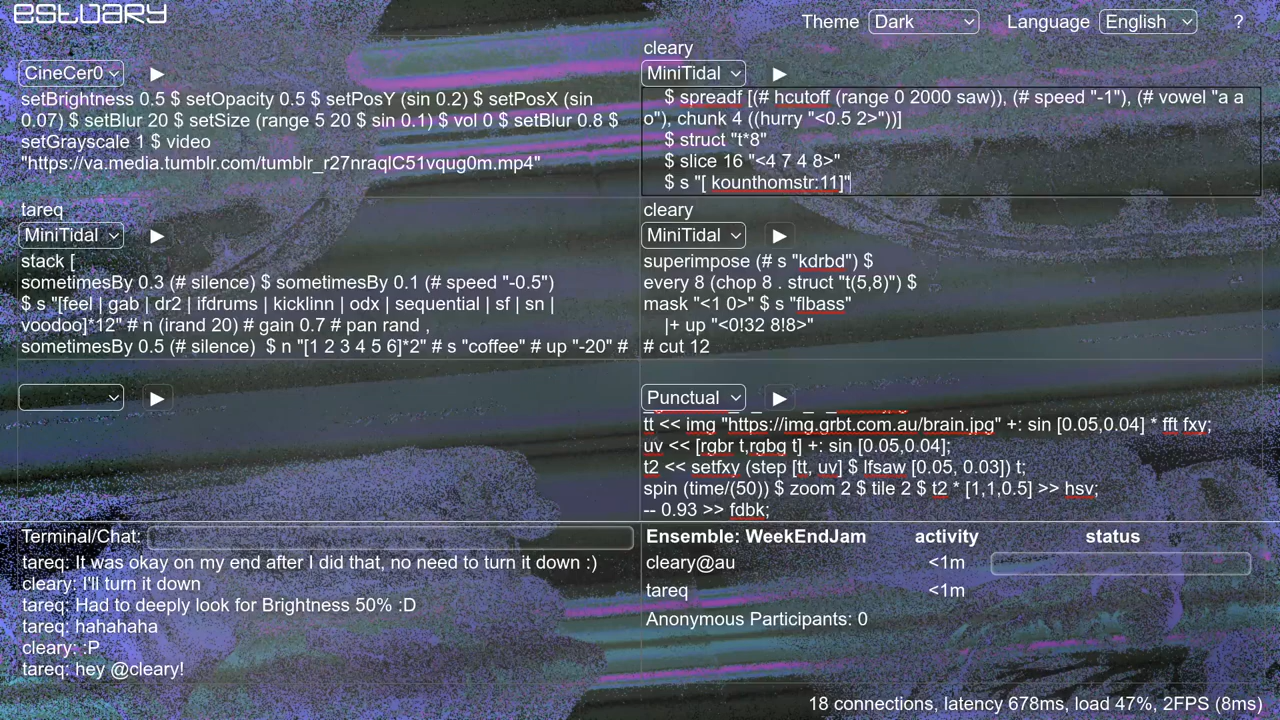 estuary
Theme Dark Language English ?
CineCer0
setBrightness 0.5 $ setOpacity 0.5 $ setPosY (sin 0.2) $ setPosX (sin
0.07) $ setBlur 20 $ setSize (range 5 20 $ sin 0.1) $ vol 0 $ setBlur 0.8 $
setGrayscale 1 $ video
"https://va.media.tumblr.com/tumblr_r27nraqlC51vqug0m.mp4"
cleary
MiniTidal
$ spreadf [(# hcutoff (range 0 2000 saw)), (# speed "-1"), (# vowel "a a
o"), chunk 4 ((hurry "<0.5 2>"))]
$ struct "t*8"
$ slice 16 "<4 7 4 8>"
$ s "[ kounthomstr:11]"
tareq
MiniTidal
stack [
sometimesBy 0.3 (# silence) $ sometimesBy 0.1 (# speed "-0.5")
$ s "[feel | gab | dr2 | ifdrums | kicklinn | odx | sequential | sf | sn |
voodoo]*12" # n (irand 20) # gain 0.7 # pan rand ,
sometimesBy 0.5 (# silence)  $ n "[1 2 3 4 5 6]*2" # s "coffee" # up "-20" #
cleary
MiniTidal
superimpose (# s "kdrbd") $
every 8 (chop 8 . struct "t(5,8)") $
mask "<1 0>" $ s "flbass"
|+ up "<0!32 8!8>"
# cut 12
Punctual
tt << img "https://img.grbt.com.au/brain.jpg" +: sin [0.05,0.04] * fft fxy;
uv << [rgbr t,rgbg t] +: sin [0.05,0.04];
t2 << setfxy (step [tt, uv] $ lfsaw [0.05, 0.03]) t;
spin (time/(50)) $ zoom 2 $ tile 2 $ t2 * [1,1,0.5] >> hsv;
-- 0.93 >> fdbk;
Terminal/Chat:
tareq: It was okay on my end after I did that, no need to turn it down :)
cleary: I'll turn it down
tareq: Had to deeply look for Brightness 50% :D
tareq: hahahaha
cleary: :P
tareq: hey @cleary!
Ensemble: WeekEndJam activity status
cleary@au <1m
tareq <1m
Anonymous Participants: 0
18 connections, latency 678ms, load 47%, 2FPS (8ms)